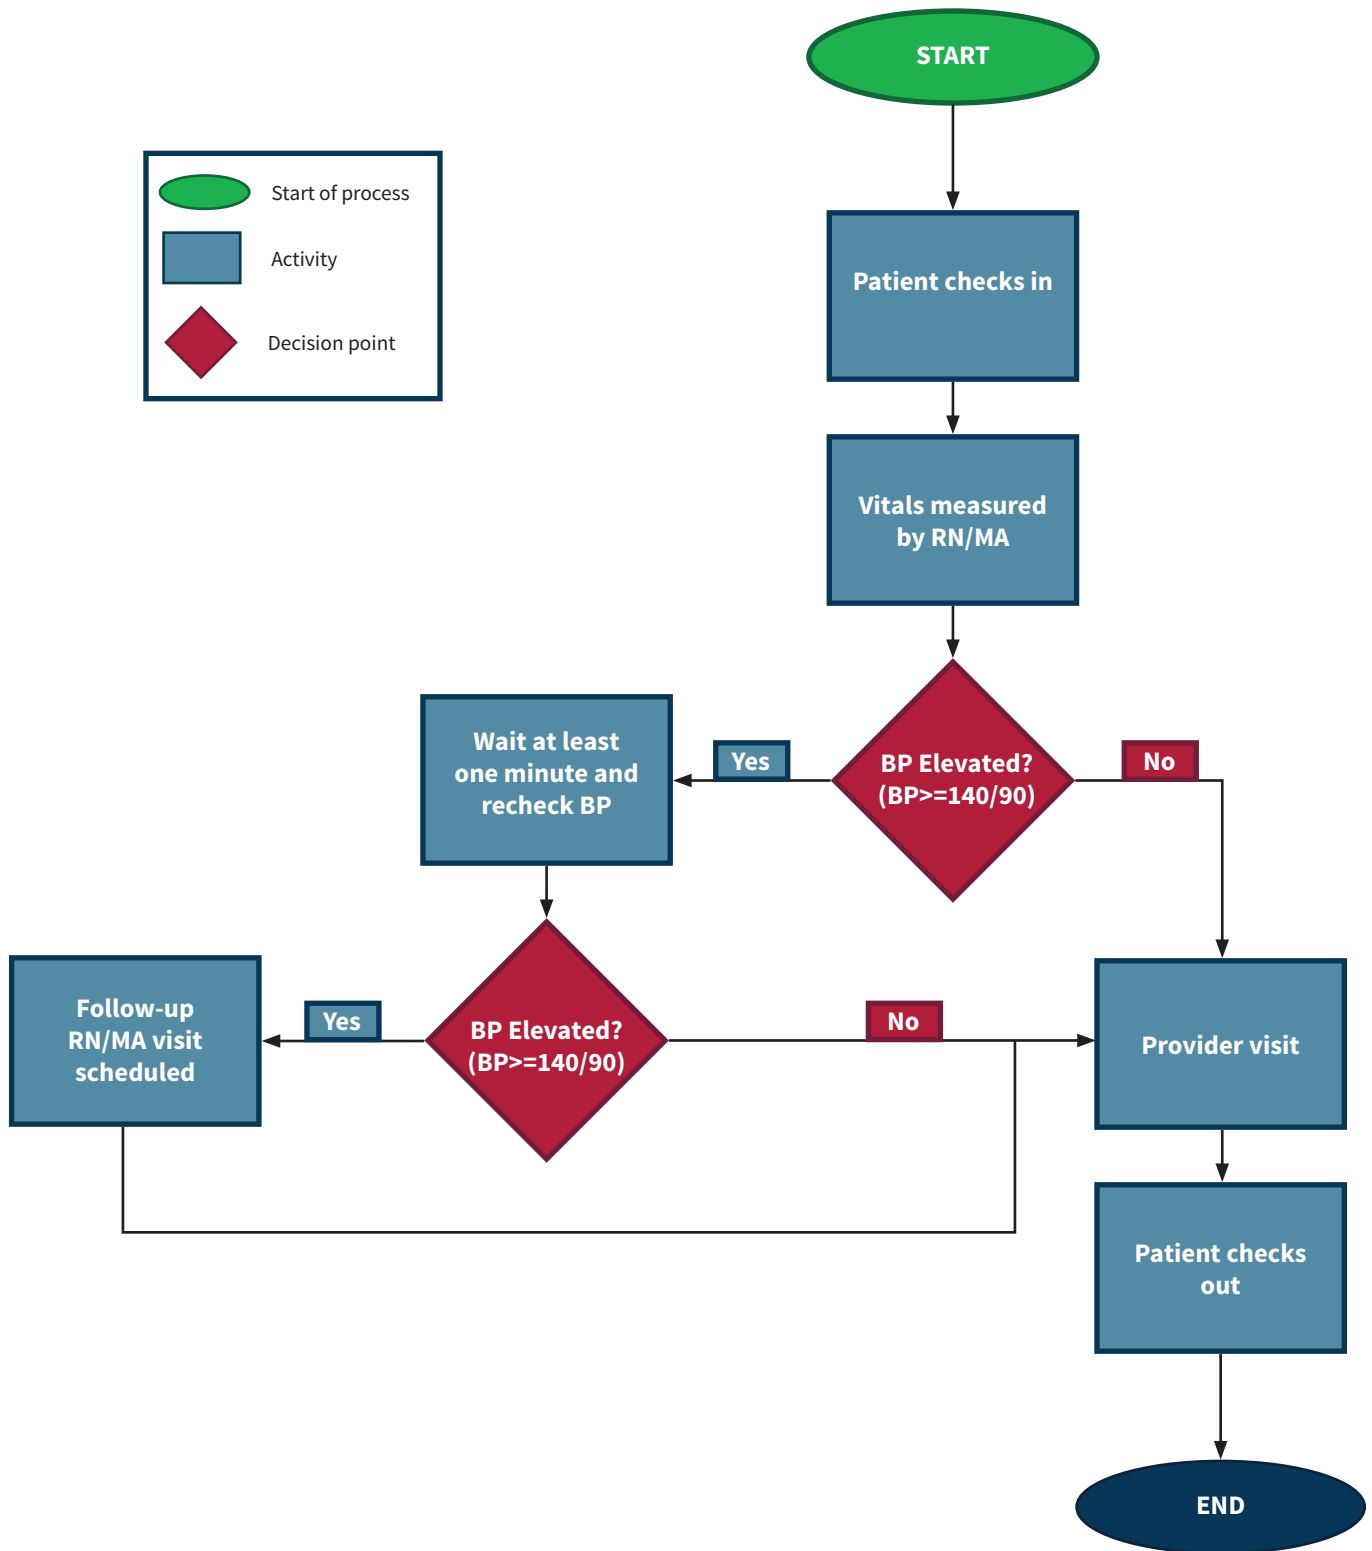 START
Start of process
Activity
Decision point
Patient checks in
Vitals measured
by RN/MA
BP Elevated?
(BP>=140/90)
Yes
No
Wait at least
one minute and
recheck BP
BP Elevated?
(BP>=140/90)
Yes
No
Follow-up
RN/MA visit
scheduled
Provider visit
Patient checks
out
END